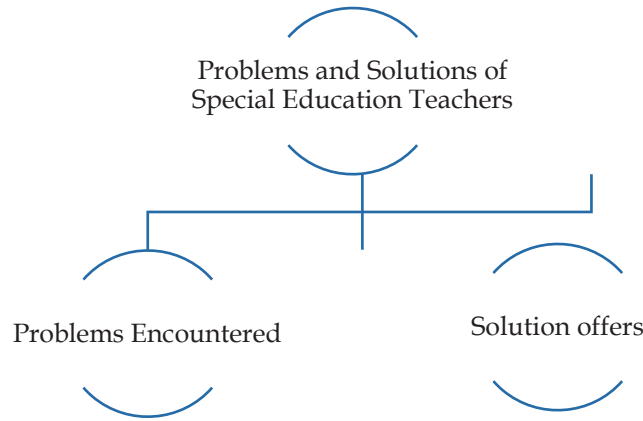 Problems and Solutions of
Special Education Teachers
Problems Encountered
Solution offers